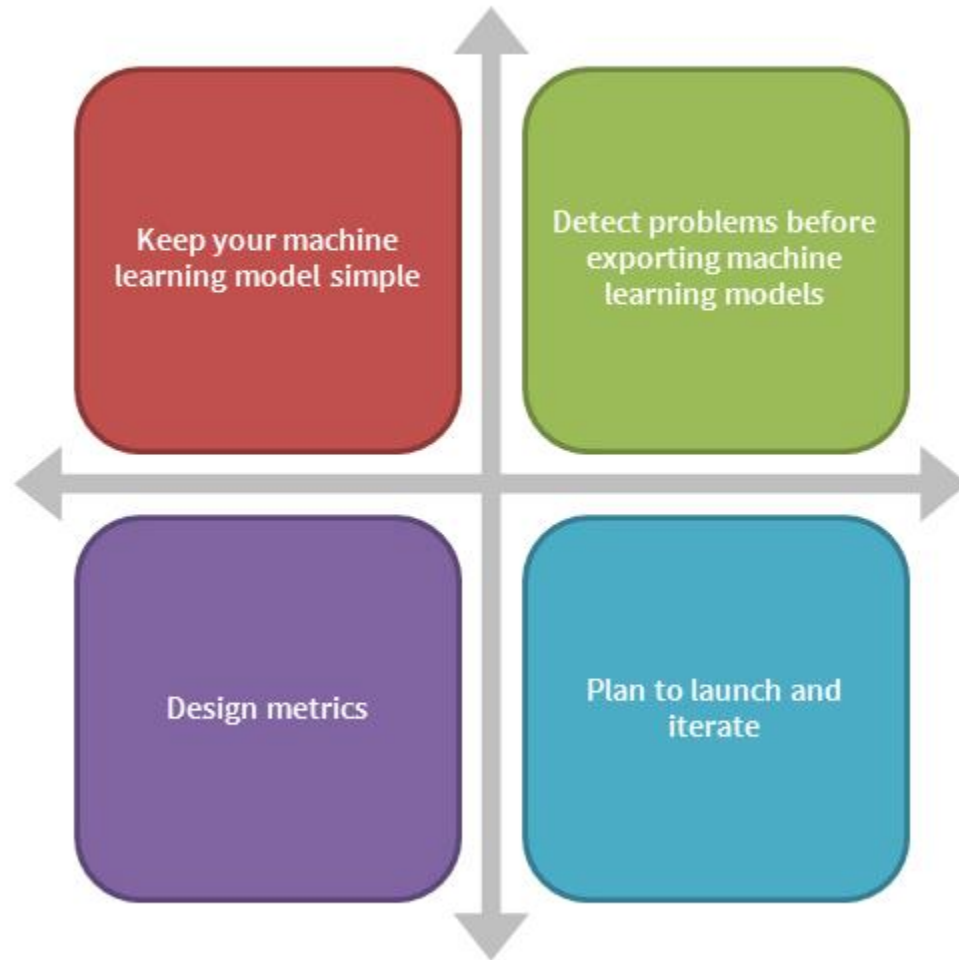 Keep your machine
learning model simple
Detect problems before
exporting machine
learning models
Design metrics
Plan to launch and
iterate